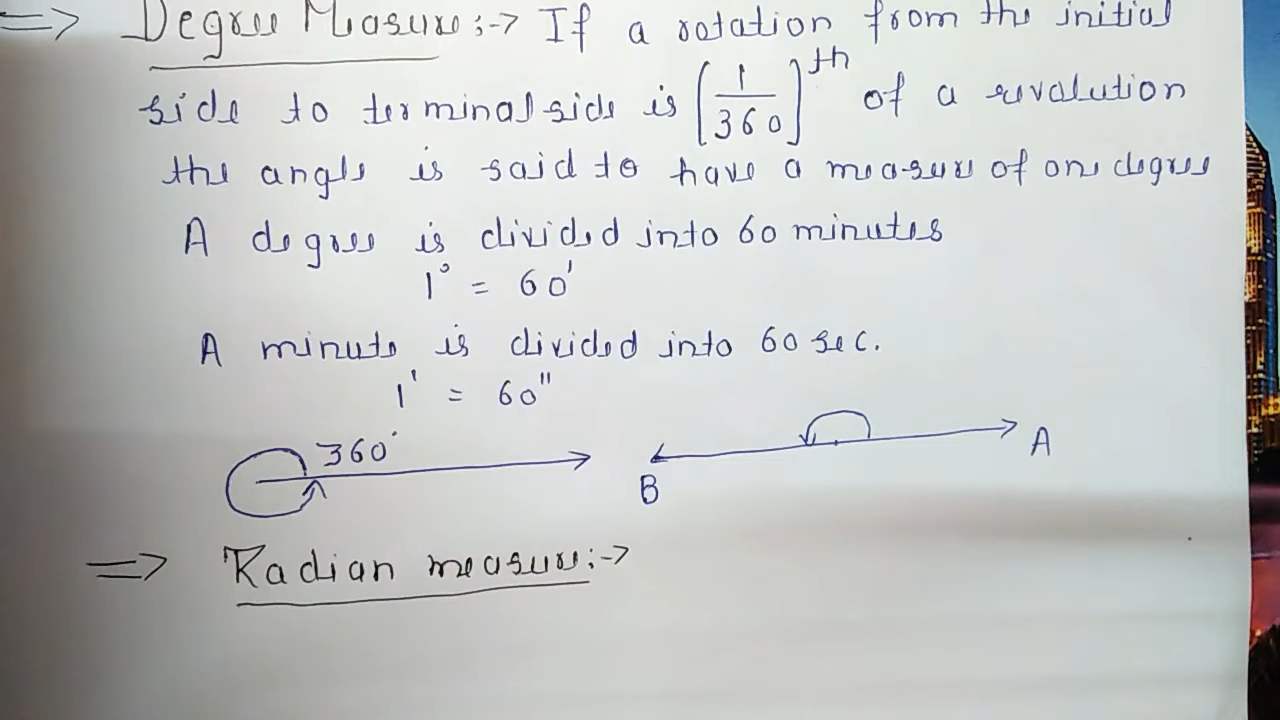 => Degree Measure :-> If a rotation from the initial
side to terminal side is [1/360]th of a revalution
the angle is said to have a measure of one degree
A degree is divided into 60 minutes
1° = 60'
A minute is divided into 60 sec.
1' = 60"
360°
A
B
=> Radian measure :->